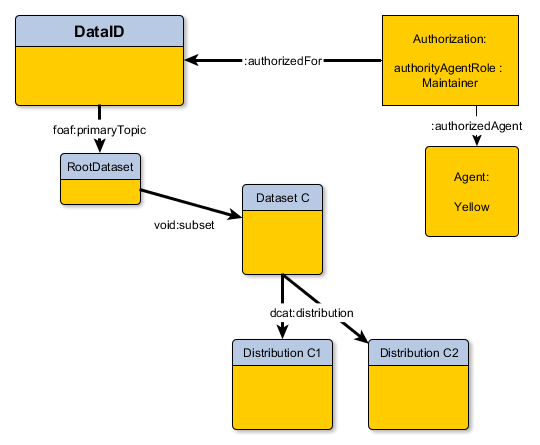 DataID
Authorization:
authorityAgentRole :
Maintainer
:authorizedFor
foaf:primaryTopic
:authorizedAgent
RootDataset
Agent:
Yellow
Dataset C
void:subset
dcat:distribution
Distribution C1
Distribution C2